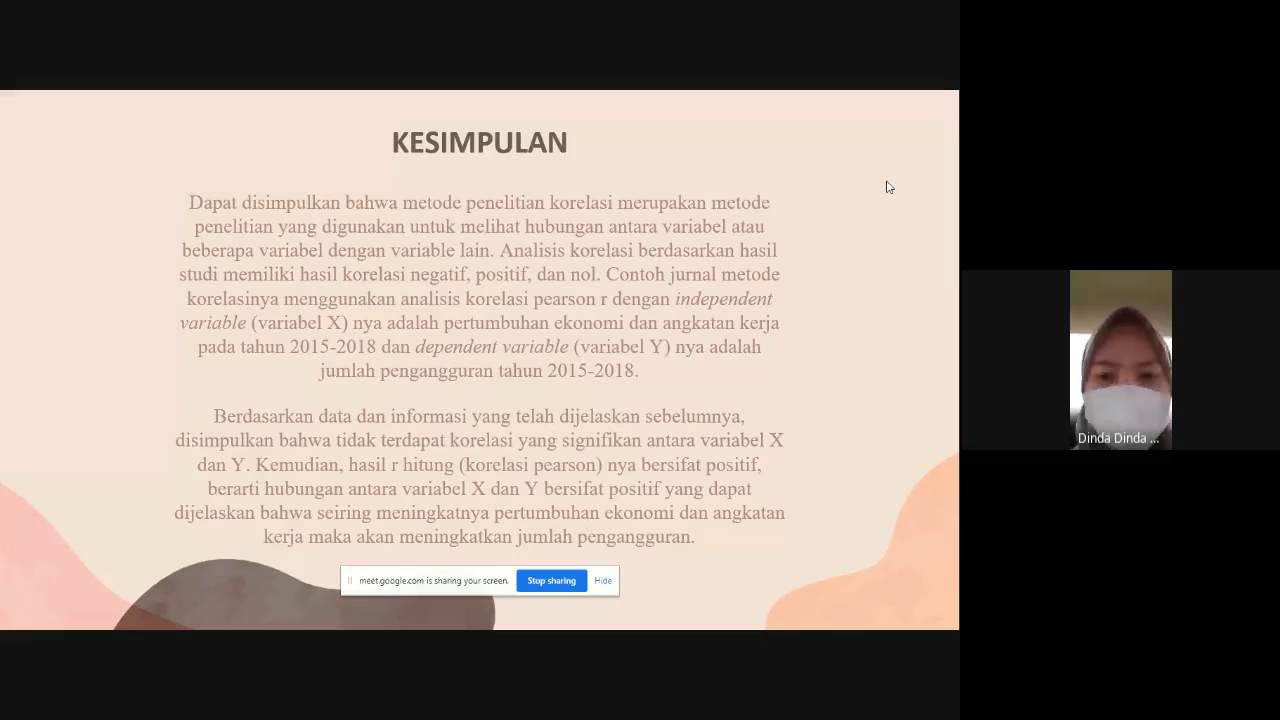 KESIMPULAN
Dapat disimpulkan bahwa metode penelitian korelasi merupakan metode
penelitian yang digunakan untuk melihat hubungan antara variabel atau
beberapa variabel dengan variable lain. Analisis korelasi berdasarkan hasil
studi memiliki hasil korelasi negatif, positif, dan nol. Contoh jurnal metode
korelasinya menggunakan analisis korelasi pearson r dengan independent
variable (variabel X) nya adalah pertumbuhan ekonomi dan angkatan kerja
pada tahun 2015-2018 dan dependent variable (variabel Y) nya adalah
jumlah pengangguran tahun 2015-2018.
Berdasarkan data dan informasi yang telah dijelaskan sebelumnya,
disimpulkan bahwa tidak terdapat korelasi yang signifikan antara variabel X
dan Y. Kemudian, hasil r hitung (korelasi pearson) nya bersifat positif,
berarti hubungan antara variabel X dan Y bersifat positif yang dapat
dijelaskan bahwa seiring meningkatnya pertumbuhan ekonomi dan angkatan
kerja maka akan meningkatkan jumlah pengangguran.
meet.google.com is sharing your screen. Stop sharing Hide
Dinda Dinda ...